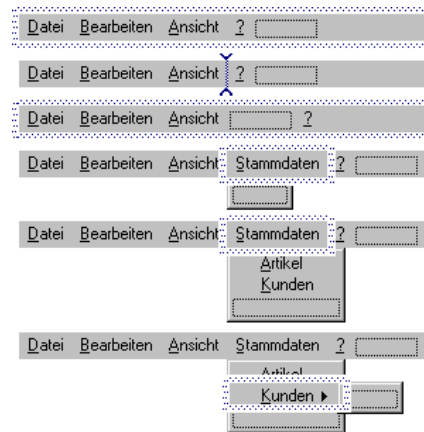 Datei Bearbeiten Ansicht ?
Datei Bearbeiten Ansicht ?
Datei Bearbeiten Ansicht ?
Datei Bearbeiten Ansicht Stammdaten ?
Datei Bearbeiten Ansicht Stammdaten ?
Artikel
Kunden
Datei Bearbeiten Ansicht Stammdaten ?
Artikel
Kunden